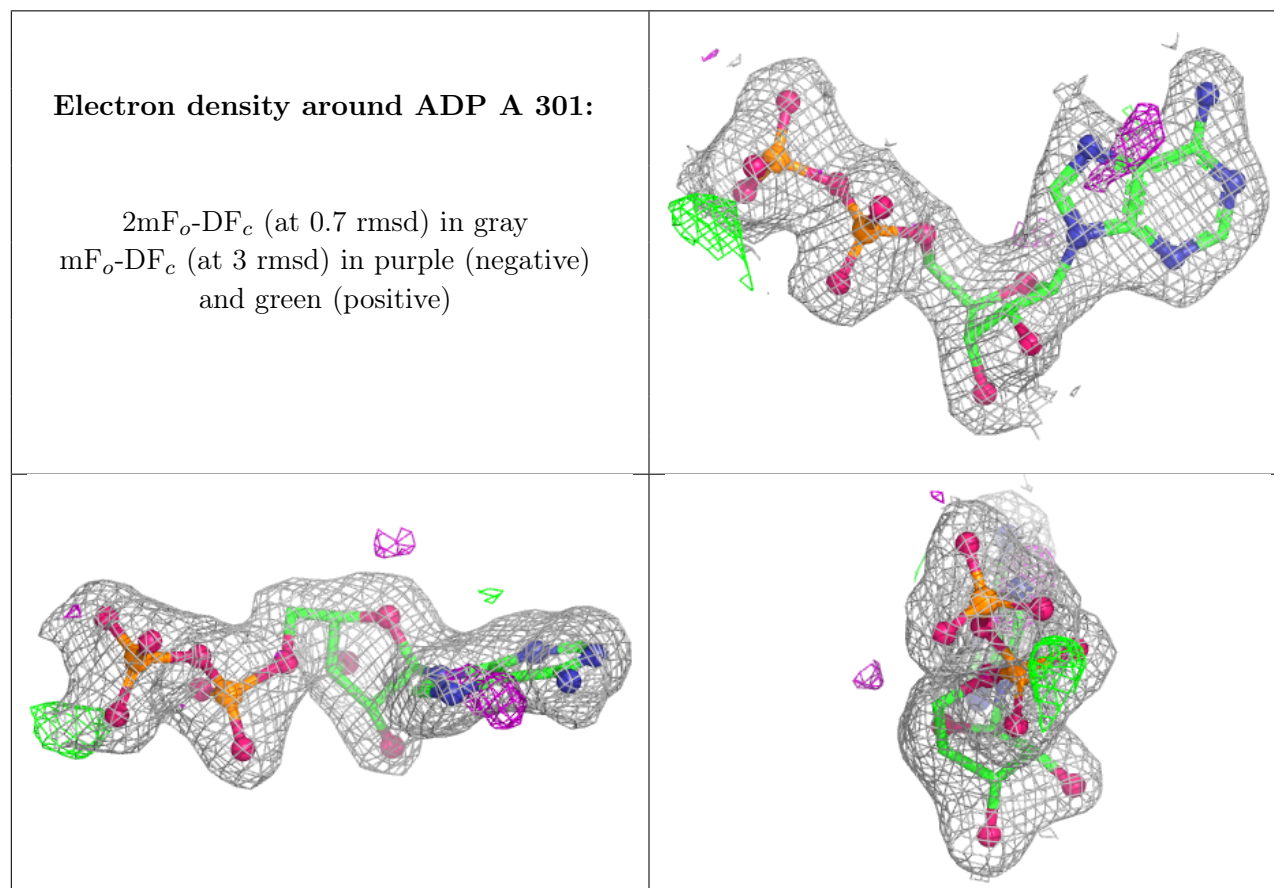 Electron density around ADP A 301:
2mFo-DFc (at 0.7 rmsd) in gray
mFo-DFc (at 3 rmsd) in purple (negative)
and green (positive)